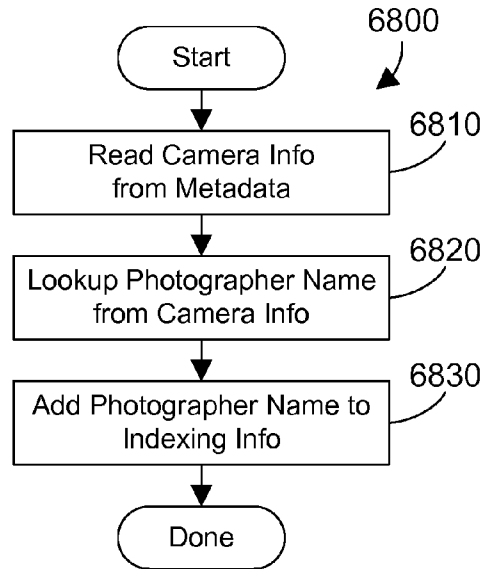 6800
Start
6810
Read Camera Info
from Metadata
6820
Lookup Photographer Name
from Camera Info
6830
Add Photographer Name to
Indexing Info
Done